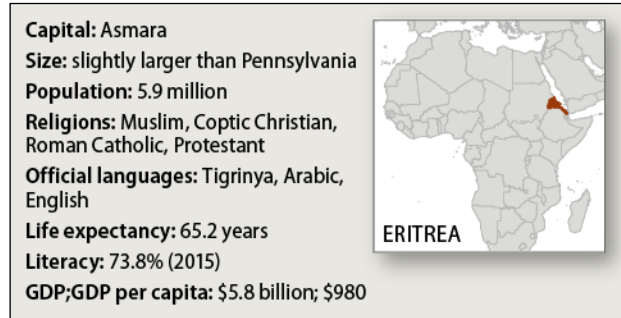 Capital: Asmara
Size: slightly larger than Pennsylvania
Population: 5.9 million
Religions: Muslim, Coptic Christian,
Roman Catholic, Protestant
Official languages: Tigrinya, Arabic,
English
Life expectancy: 65.2 years
Literacy: 73.8% (2015)
GDP;GDP per capita: $5.8 billion; $980
ERITREA